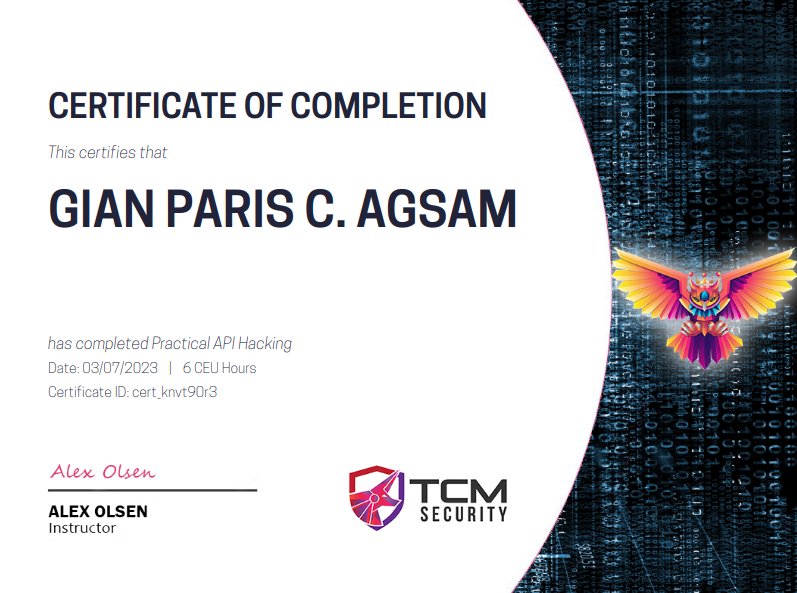 CERTIFICATE OF COMPLETION
This certifies that
GIAN PARIS C. AGSAM
has completed Practical API Hacking
Date: 03/07/2023 | 6 CEU Hours
Certificate ID: cert_knvt90r3
Alex Olsen
ALEX OLSEN
Instructor
TCM
SECURITY